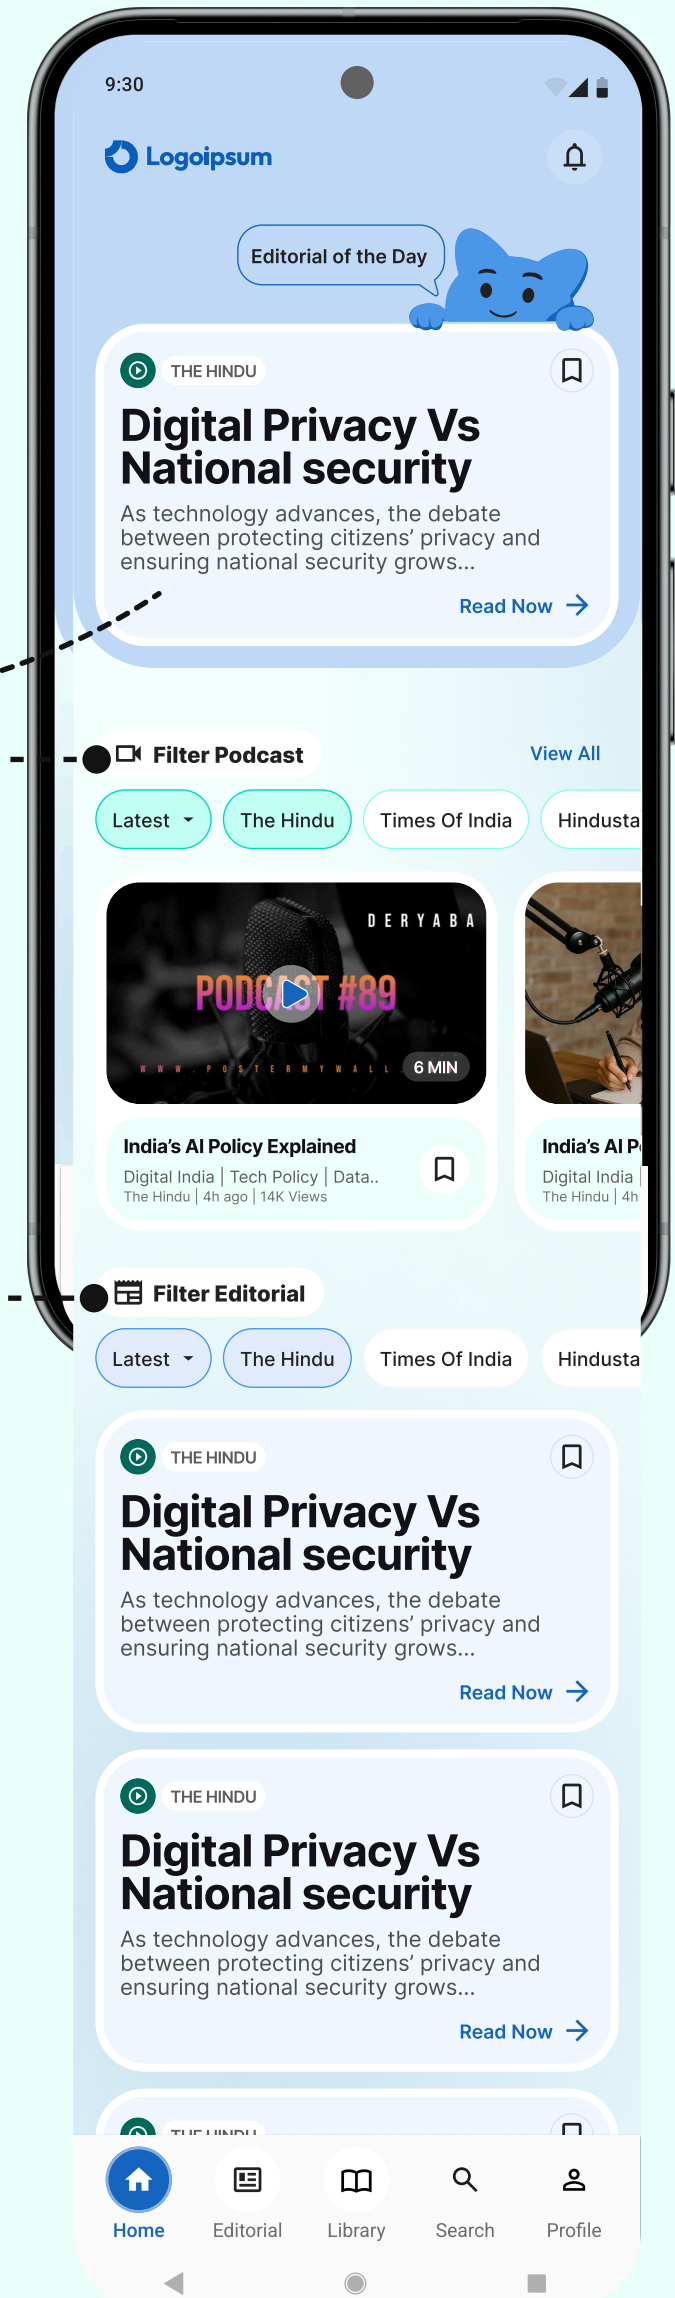 9:30
Logoipsum
Editorial of the Day
THE HINDU
Digital Privacy Vs
National security
As technology advances, the debate
between protecting citizens’ privacy and
ensuring national security grows...
Read Now
Filter Podcast
View All
Latest
The Hindu
Times Of India
Hindusta
DERYABA
PODCAST #89
WWW.POSTERMYWALL.
6 MIN
India’s AI Policy Explained
Digital India | Tech Policy | Data..
The Hindu | 4h ago | 14K Views
India’s AI P
Digital India |
The Hindu | 4h
Filter Editorial
Latest
The Hindu
Times Of India
Hindusta
THE HINDU
Digital Privacy Vs
National security
As technology advances, the debate
between protecting citizens’ privacy and
ensuring national security grows...
Read Now
THE HINDU
Digital Privacy Vs
National security
As technology advances, the debate
between protecting citizens’ privacy and
ensuring national security grows...
Read Now
THE HINDU
Home
Editorial
Library
Search
Profile